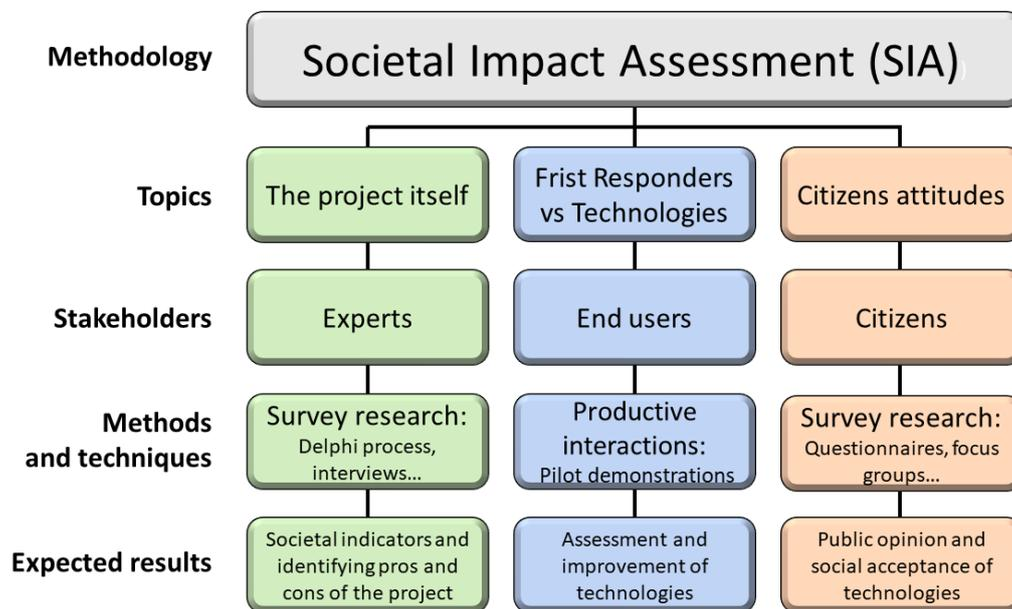 Methodology
Societal Impact Assessment (SIA)
Topics
The project itself
Frist Responders
vs Technologies
Citizens attitudes
Stakeholders
Experts
End users
Citizens
Methods
and techniques
Survey research:
Delphi process,
interviews...
Productive
interactions:
Pilot demonstrations
Survey research:
Questionnaires, focus
groups...
Expected results
Societal indicators and
identifying pros and
cons of the project
Assessment and
improvement of
technologies
Public opinion and
social acceptance of
technologies